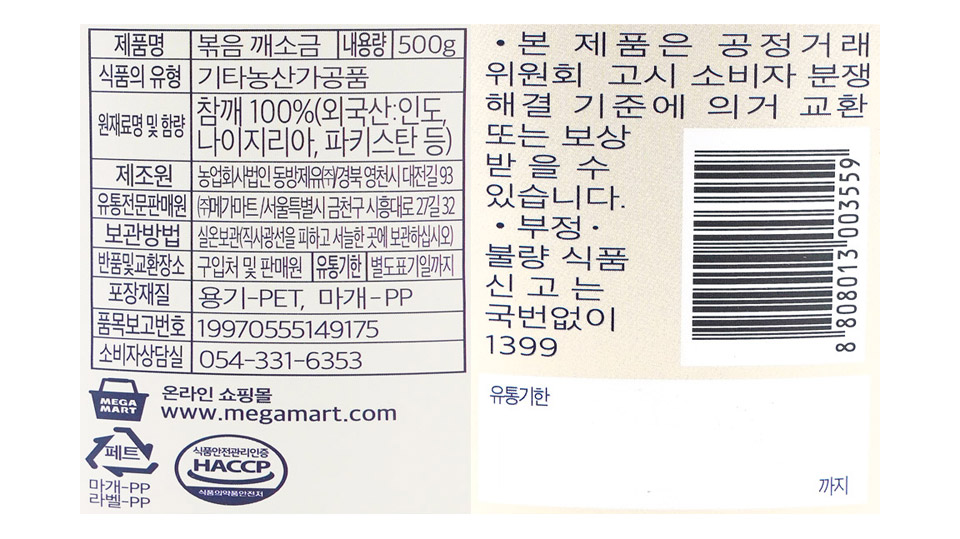 제품명 볶음 깨소금 내용량 500g
식품의 유형 기타농산가공품
원재료명 및 함량 참깨 100%(외국산:인도,
나이지리아, 파키스탄 등)
제조원 농업회사법인 동방제유㈜/경북 영천시 대전길 93
유통전문판매원 ㈜메가마트/서울특별시 금천구 시흥대로 27길 32
보관방법 실온보관(직사광선을 피하고 서늘한 곳에 보관하십시오)
반품및교환장소 구입처 및 판매원 유통기한 별도표기일까지
포장재질 용기-PET, 마개-PP
품목보고번호 19970555149175
소비자상담실 054-331-6353
MEGA
MART
온라인 쇼핑몰
www.megamart.com
페트
마개-PP
라벨-PP
식품안전관리인증
HACCP
식품의약품안전처
• 본 제품은 공정거래
위원회 고시 소비자 분쟁
해결 기준에 의거 교환
또는 보상
받을 수
있습니다.
• 부정·
불량 식품
신고는
국번없이
1399
8 808013 003559
유통기한
까지